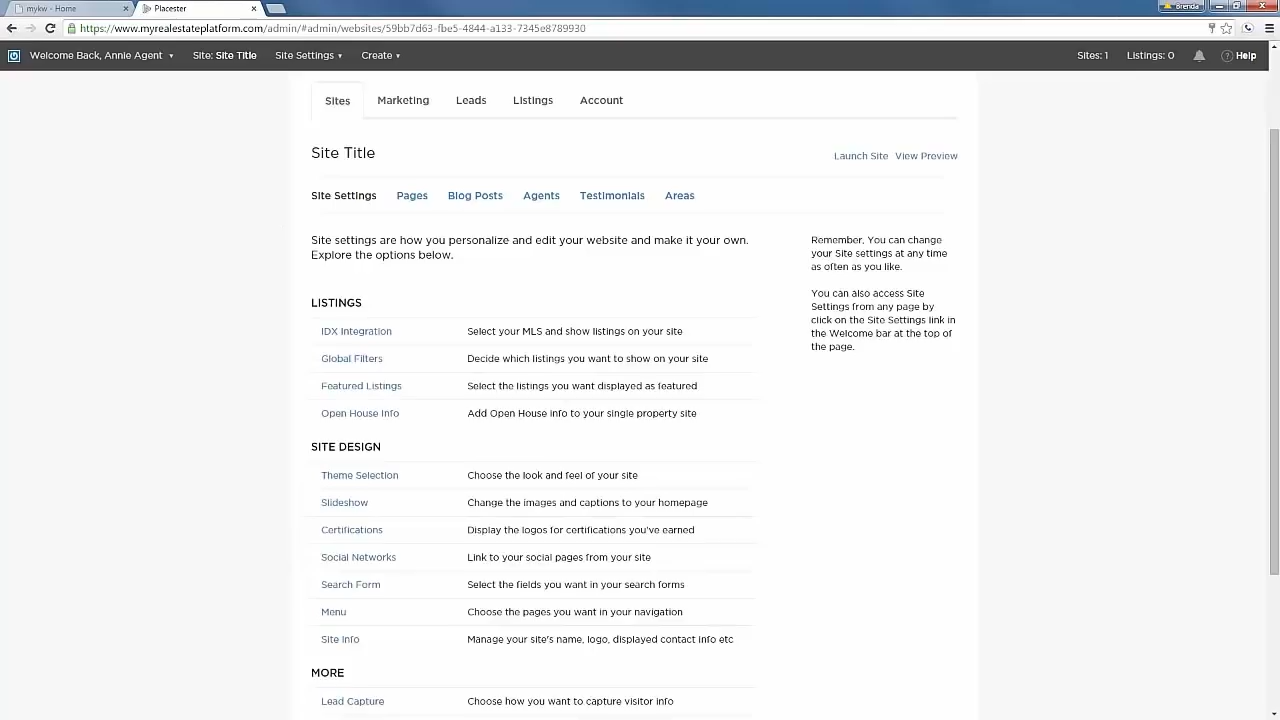 mykw - Home
Placester
Brenda
https://www.myrealestateplatform.com/admin/#admin/websites/59bb7d63-fbe5-4844-a133-7345e8789930
Welcome Back, Annie Agent Site: Site Title Site Settings Create Sites: 1 Listings: 0 Help
Sites Marketing Leads Listings Account
Site Title
Launch Site View Preview
Site Settings Pages Blog Posts Agents Testimonials Areas
Site settings are how you personalize and edit your website and make it your own.
Explore the options below.
Remember, You can change
your Site settings at any time
as often as you like.
You can also access Site
Settings from any page by
click on the Site Settings link in
the Welcome bar at the top of
the page.
LISTINGS
IDX Integration Select your MLS and show listings on your site
Global Filters Decide which listings you want to show on your site
Featured Listings Select the listings you want displayed as featured
Open House Info Add Open House info to your single property site
SITE DESIGN
Theme Selection Choose the look and feel of your site
Slideshow Change the images and captions to your homepage
Certifications Display the logos for certifications you've earned
Social Networks Link to your social pages from your site
Search Form Select the fields you want in your search forms
Menu Choose the pages you want in your navigation
Site Info Manage your site's name, logo, displayed contact info etc
MORE
Lead Capture Choose how you want to capture visitor info